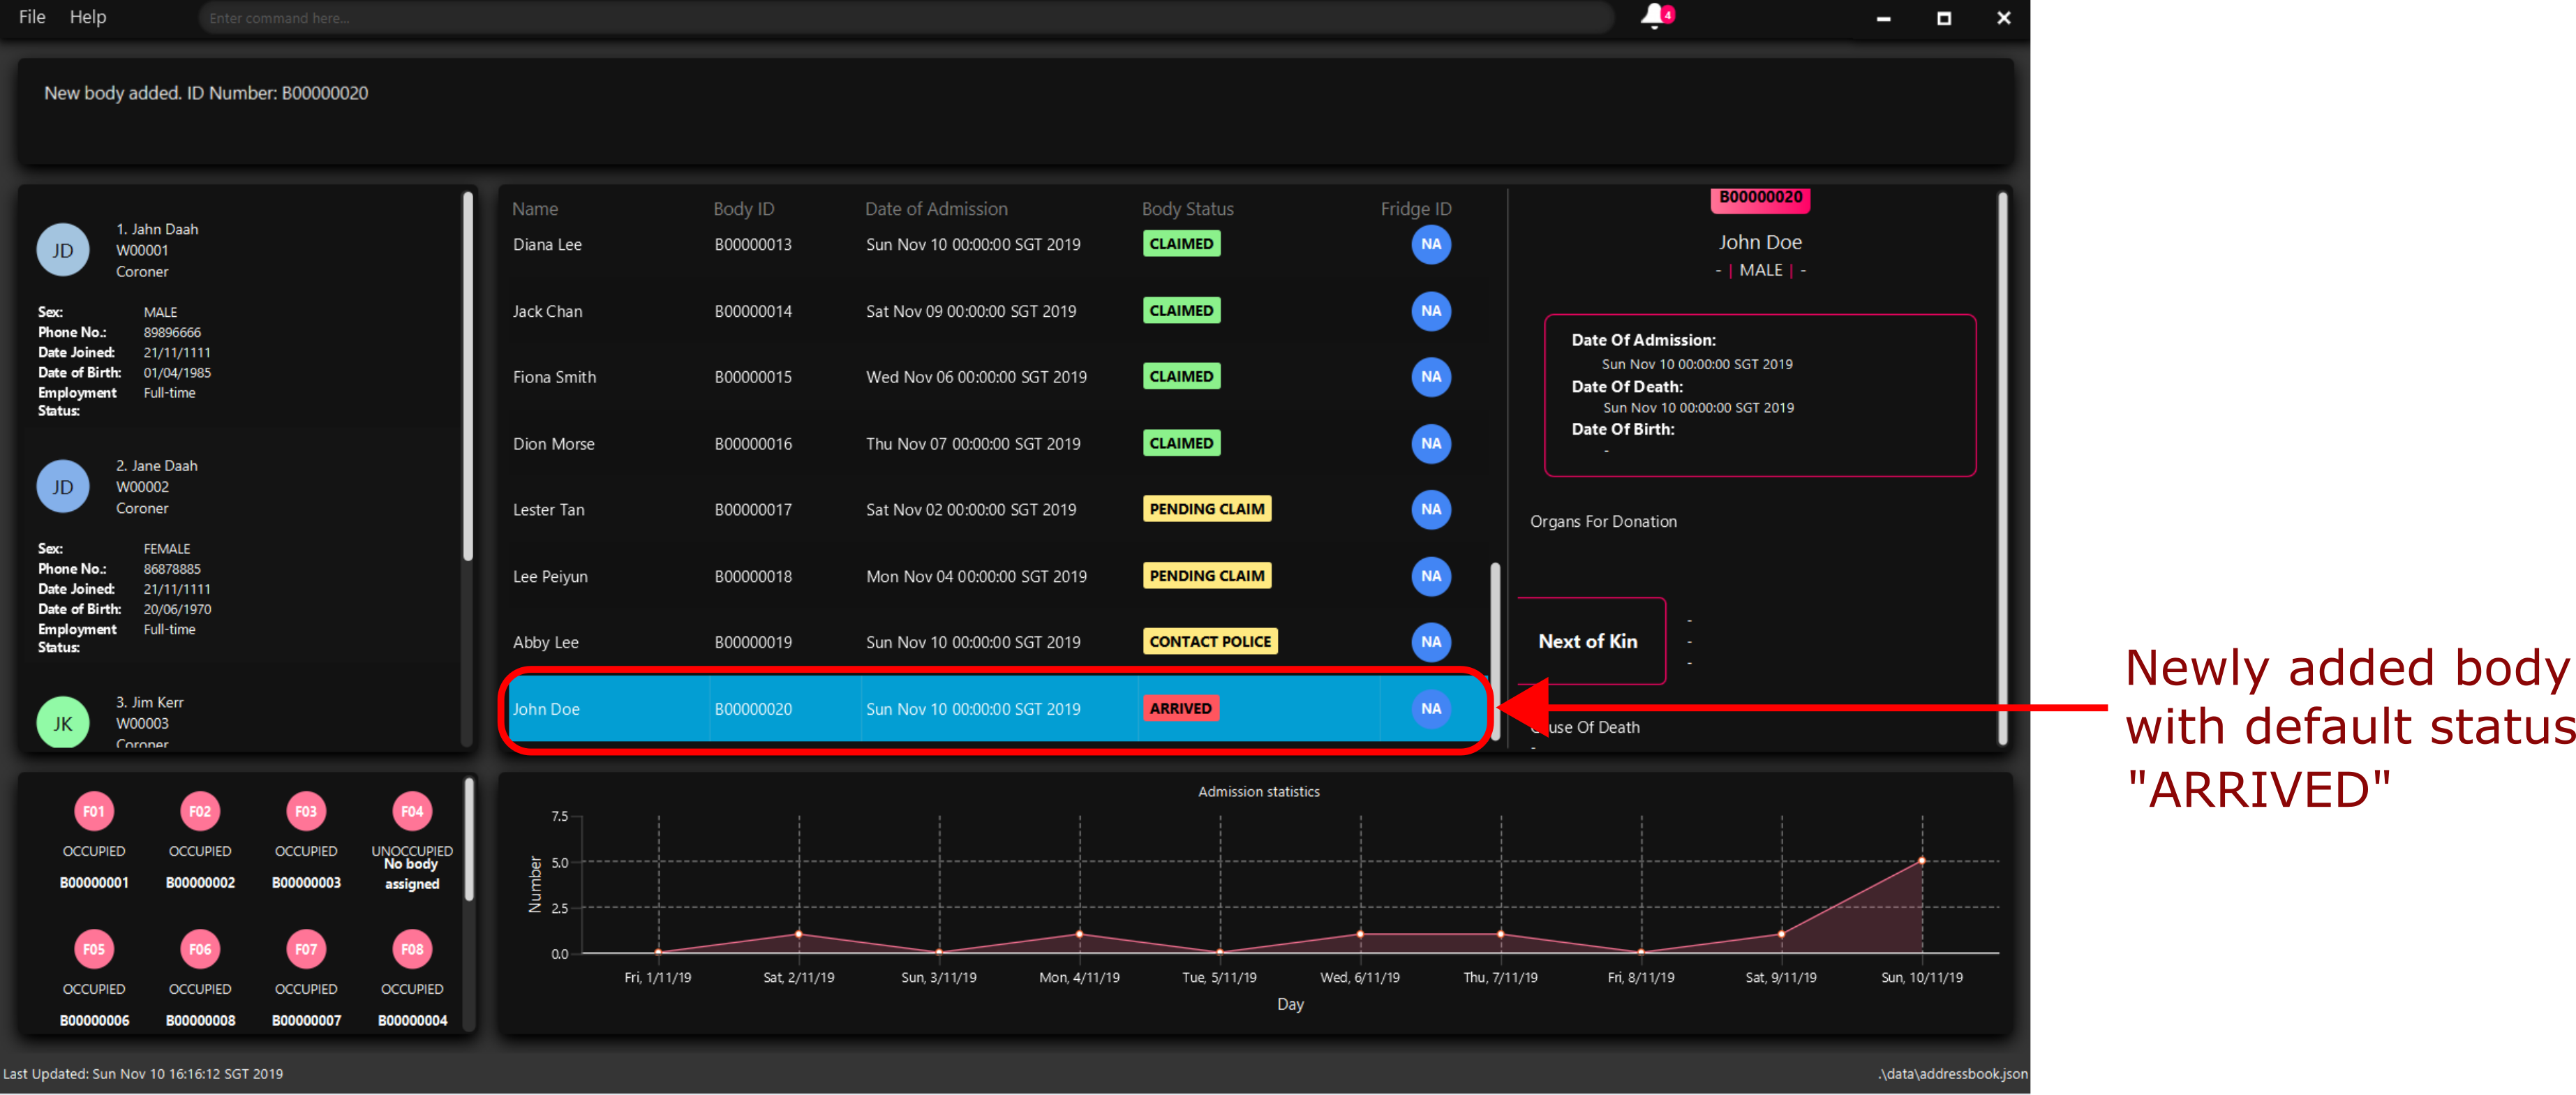 File Help Enter command here... 4
New body added. ID Number: B00000020
JD
1. Jahn Daah
W00001
Coroner
Sex: MALE
Phone No.: 89896666
Date Joined: 21/11/1111
Date of Birth: 01/04/1985
Employment Full-time
Status:
JD
2. Jane Daah
W00002
Coroner
Sex: FEMALE
Phone No.: 86878885
Date Joined: 21/11/1111
Date of Birth: 20/06/1970
Employment Full-time
Status:
JK
3. Jim Kerr
W00003
Coroner
Name Body ID Date of Admission Body Status Fridge ID
Diana Lee B00000013 Sun Nov 10 00:00:00 SGT 2019 CLAIMED NA
Jack Chan B00000014 Sat Nov 09 00:00:00 SGT 2019 CLAIMED NA
Fiona Smith B00000015 Wed Nov 06 00:00:00 SGT 2019 CLAIMED NA
Dion Morse B00000016 Thu Nov 07 00:00:00 SGT 2019 CLAIMED NA
Lester Tan B00000017 Sat Nov 02 00:00:00 SGT 2019 PENDING CLAIM NA
Lee Peiyun B00000018 Mon Nov 04 00:00:00 SGT 2019 PENDING CLAIM NA
Abby Lee B00000019 Sun Nov 10 00:00:00 SGT 2019 CONTACT POLICE NA
John Doe B00000020 Sun Nov 10 00:00:00 SGT 2019 ARRIVED NA
B00000020
John Doe
- | MALE | -
Date Of Admission:
Sun Nov 10 00:00:00 SGT 2019
Date Of Death:
Sun Nov 10 00:00:00 SGT 2019
Date Of Birth:
-
Organs For Donation
Next of Kin
-
-
-
use Of Death
-
Newly added body
with default status
"ARRIVED"
F01 F02 F03 F04
OCCUPIED OCCUPIED OCCUPIED UNOCCUPIED
B00000001 B00000002 B00000003 No body
assigned
F05 F06 F07 F08
OCCUPIED OCCUPIED OCCUPIED OCCUPIED
B00000006 B00000008 B00000007 B00000004
Admission statistics
Number
7.5
5.0
2.5
0.0
Fri, 1/11/19 Sat, 2/11/19 Sun, 3/11/19 Mon, 4/11/19 Tue, 5/11/19 Wed, 6/11/19 Thu, 7/11/19 Fri, 8/11/19 Sat, 9/11/19 Sun, 10/11/19
Day
Last Updated: Sun Nov 10 16:16:12 SGT 2019 .\data\addressbook.json